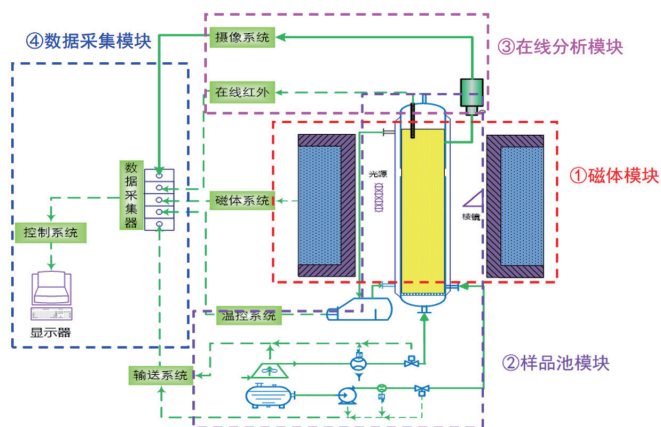 ④数据采集模块
摄像系统
③在线分析模块
在线红外
数据采集器
光源
①磁体模块
磁体系统
棱镜
控制系统
温控系统
显示器
②样品池模块
输送系统